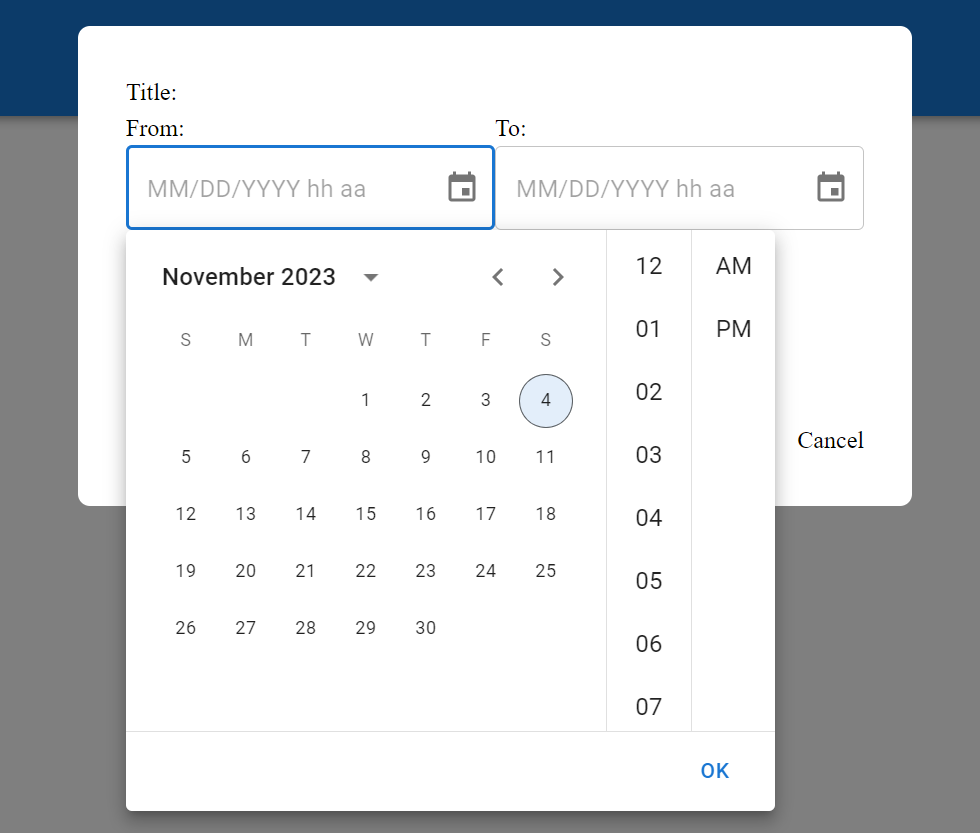 Title:
From: To:
MM/DD/YYYY hh aa MM/DD/YYYY hh aa
November 2023
S M T W T F S
1 2 3 4
5 6 7 8 9 10 11
12 13 14 15 16 17 18
19 20 21 22 23 24 25
26 27 28 29 30
12 AM
01 PM
02
03
04
05
06
07
Cancel
OK